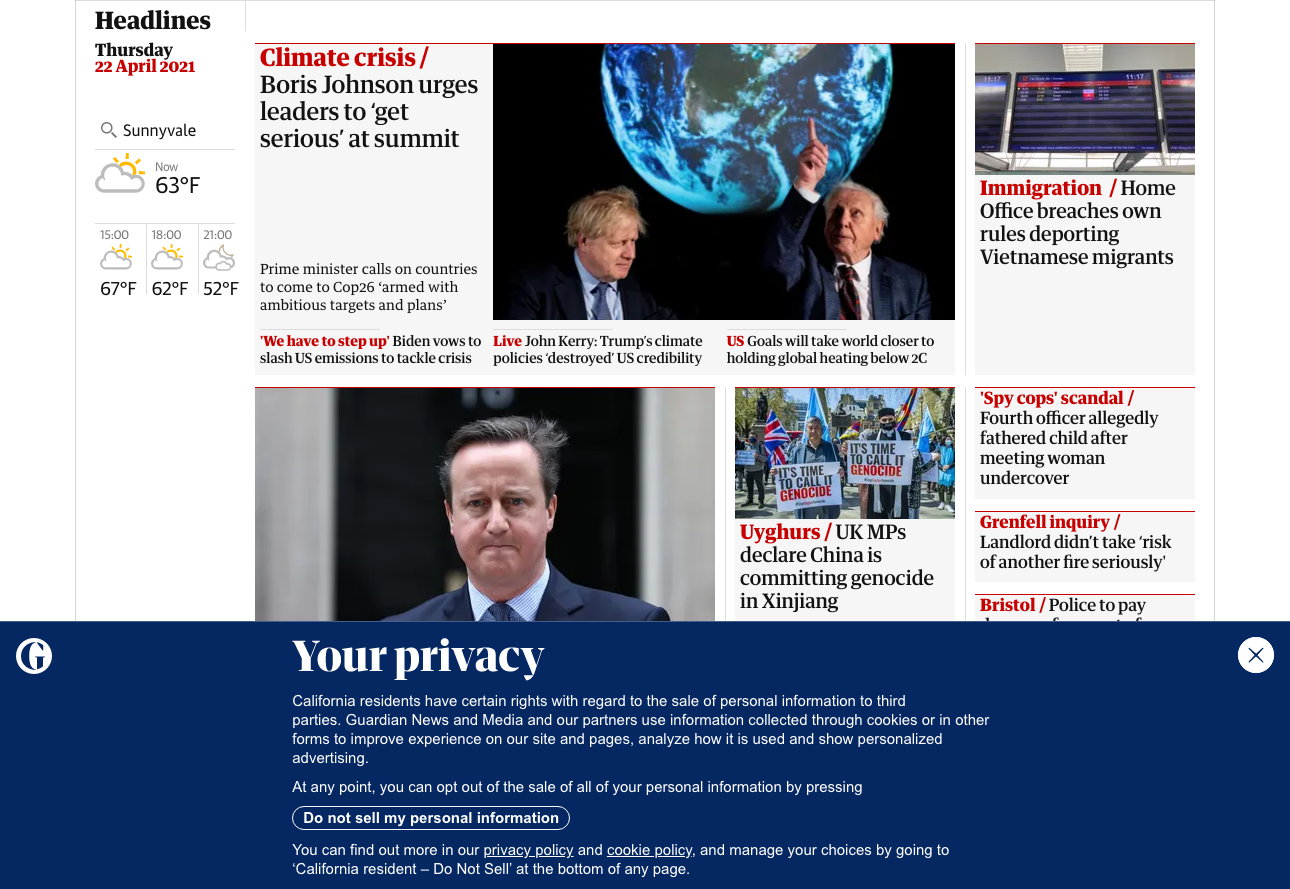 Headlines
Thursday
22 April 2021
Sunnyvale
Now
63°F
15:00
18:00
21:00
67°F
62°F
52°F
Climate crisis /
Boris Johnson urges
leaders to ‘get
serious’ at summit
Prime minister calls on countries
to come to Cop26 ‘armed with
ambitious targets and plans’
'We have to step up' Biden vows to
slash US emissions to tackle crisis
Live John Kerry: Trump’s climate
policies ‘destroyed’ US credibility
US Goals will take world closer to
holding global heating below 2C
11:17
11:17
Immigration / Home
Office breaches own
rules deporting
Vietnamese migrants
10
IT'S TIME
TO CALL IT
GENOCIDE
IT'S TIME
TO CALL IT
GENOCIDE
Uyghurs / UK MPs
declare China is
committing genocide
in Xinjiang
'Spy cops' scandal /
Fourth officer allegedly
fathered child after
meeting woman
undercover
Grenfell inquiry /
Landlord didn’t take ‘risk
of another fire seriously'
Bristol / Police to pay
Your privacy
California residents have certain rights with regard to the sale of personal information to third
parties. Guardian News and Media and our partners use information collected through cookies or in other
forms to improve experience on our site and pages, analyze how it is used and show personalized
advertising.
At any point, you can opt out of the sale of all of your personal information by pressing
Do not sell my personal information
You can find out more in our privacy policy and cookie policy, and manage your choices by going to
‘California resident – Do Not Sell’ at the bottom of any page.